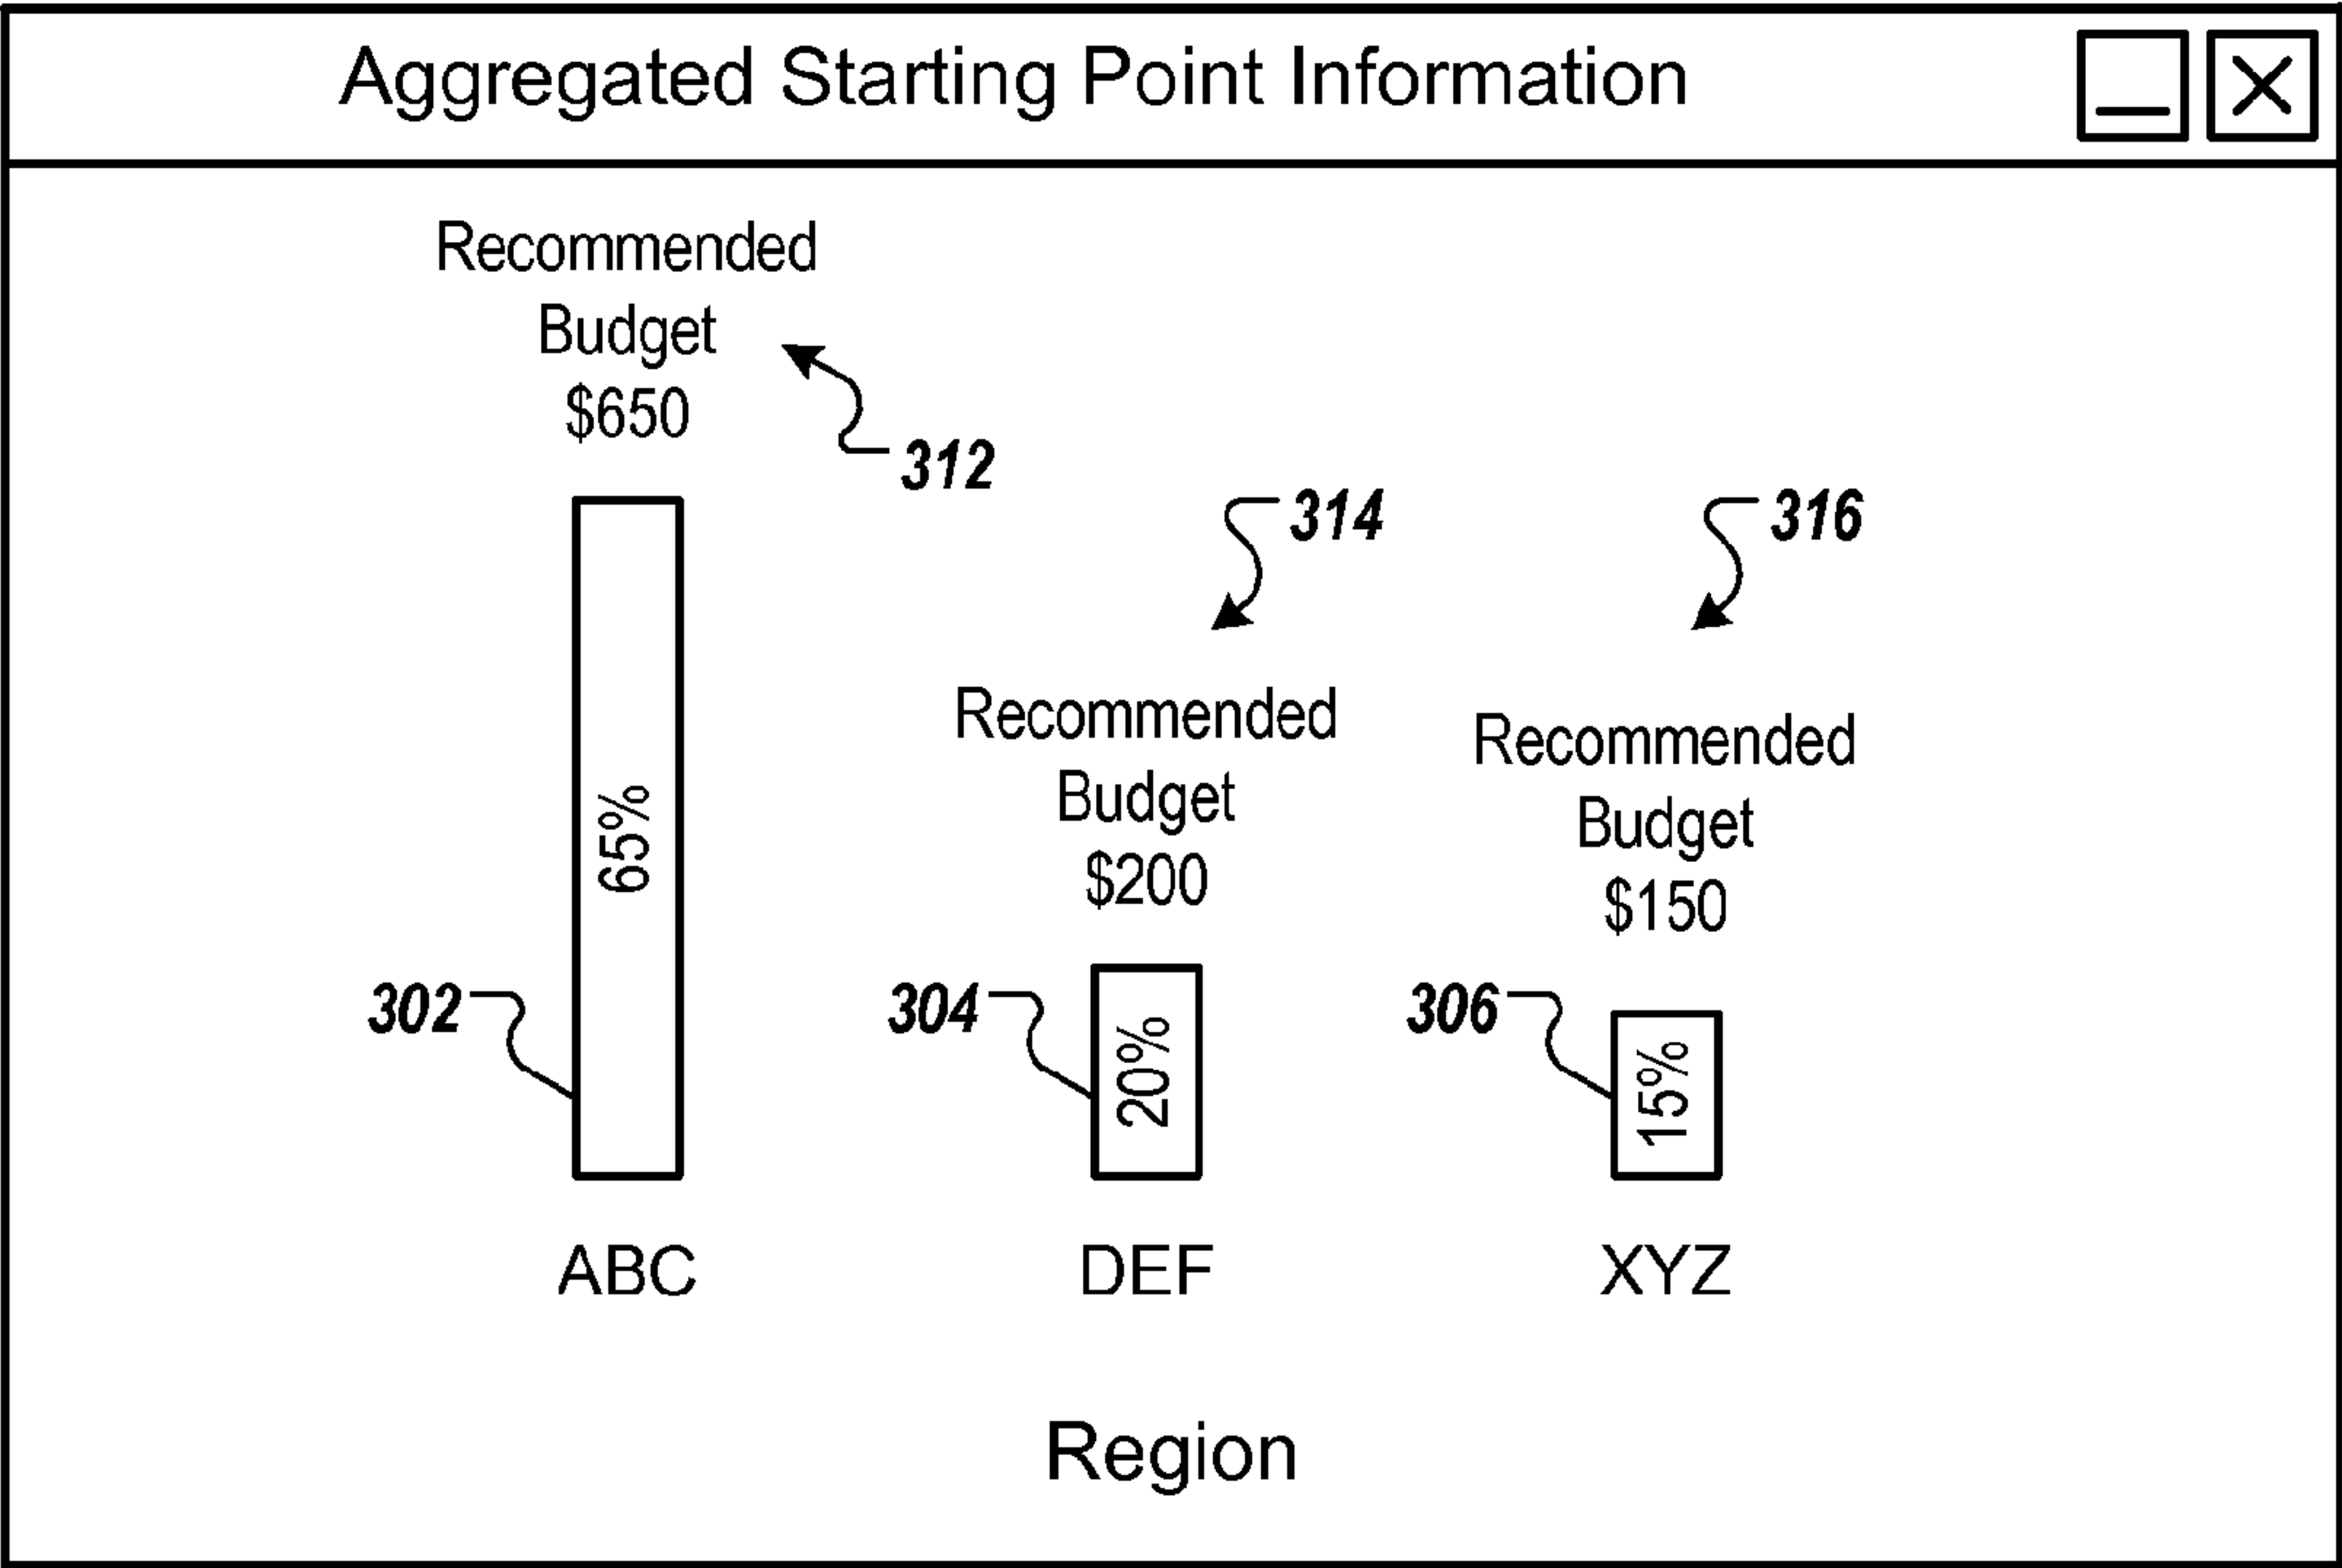 Aggregated Starting Point Information
Recommended
Budget
$650
312
314
316
Recommended
Budget
$200
Recommended
Budget
$150
65%
302
304
20%
306
15%
ABC
DEF
XYZ
Region